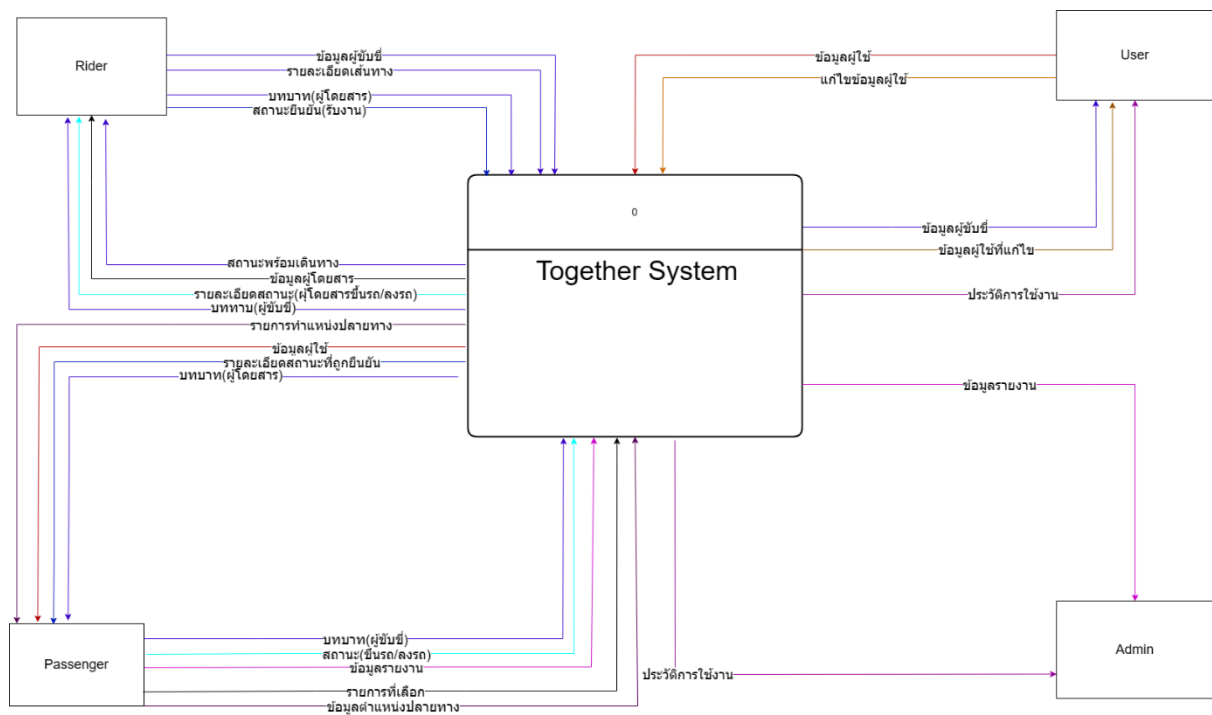 Rider
ข้อมูลผู้ขับขี่
รายละเอียดเส้นทาง
บทบาท(ผู้โดยสาร)
สถานะยืนยัน(รับงาน)
User
ข้อมูลผู้ใช้
แก้ไขข้อมูลผู้ใช้
0
Together System
ข้อมูลผู้ขับขี่
ข้อมูลผู้ใช้ที่แก้ไข
ประวัติการใช้งาน
ข้อมูลรายงาน
สถานะพร้อมเดินทาง
ข้อมูลผู้โดยสาร
รายละเอียดสถานะ(ผู้โดยสารขึ้นรถ/ลงรถ)
บททาบ(ผู้ขับขี่)
รายการทำแหน่งปลายทาง
ข้อมูลผู้ใช้
รายละเอียดสถานะที่ถูกยืนยัน
บทบาท(ผู้โดยสาร)
Passenger
บทบาท(ผู้ขับขี่)
สถานะ(ขึ้นรถ/ลงรถ)
ข้อมูลรายงาน
รายการที่เลือก
ข้อมูลตำแหน่งปลายทาง
ประวัติการใช้งาน
Admin